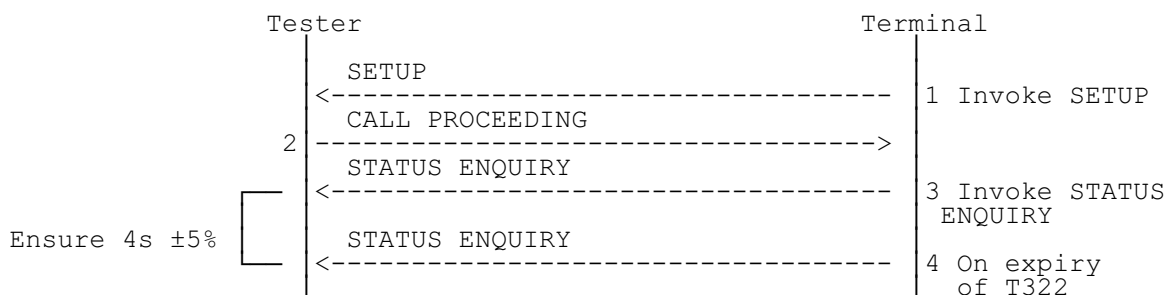 Tester Terminal
SETUP
1 Invoke SETUP
CALL PROCEEDING
2
STATUS ENQUIRY
3 Invoke STATUS
ENQUIRY
Ensure 4s ±5%
STATUS ENQUIRY
4 On expiry
of T322